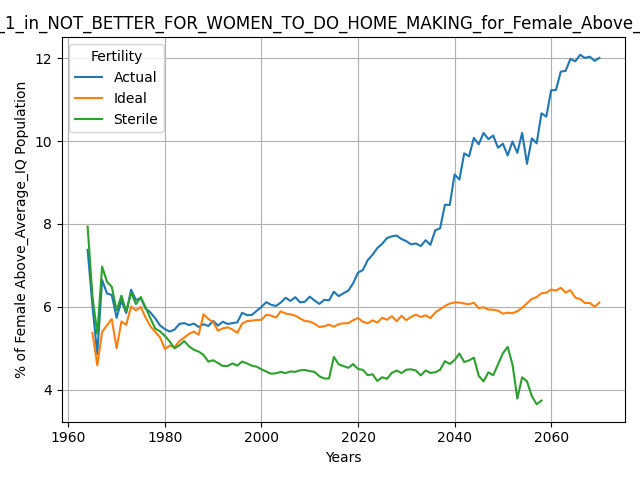 _1_in_NOT_BETTER_FOR_WOMEN_TO_DO_HOME_MAKING_for_Female_Above_
Fertility
Actual
Ideal
Sterile
% of Female Above_Average_IQ Population
12
10
8
6
4
1960 1980 2000 2020 2040 2060
Years